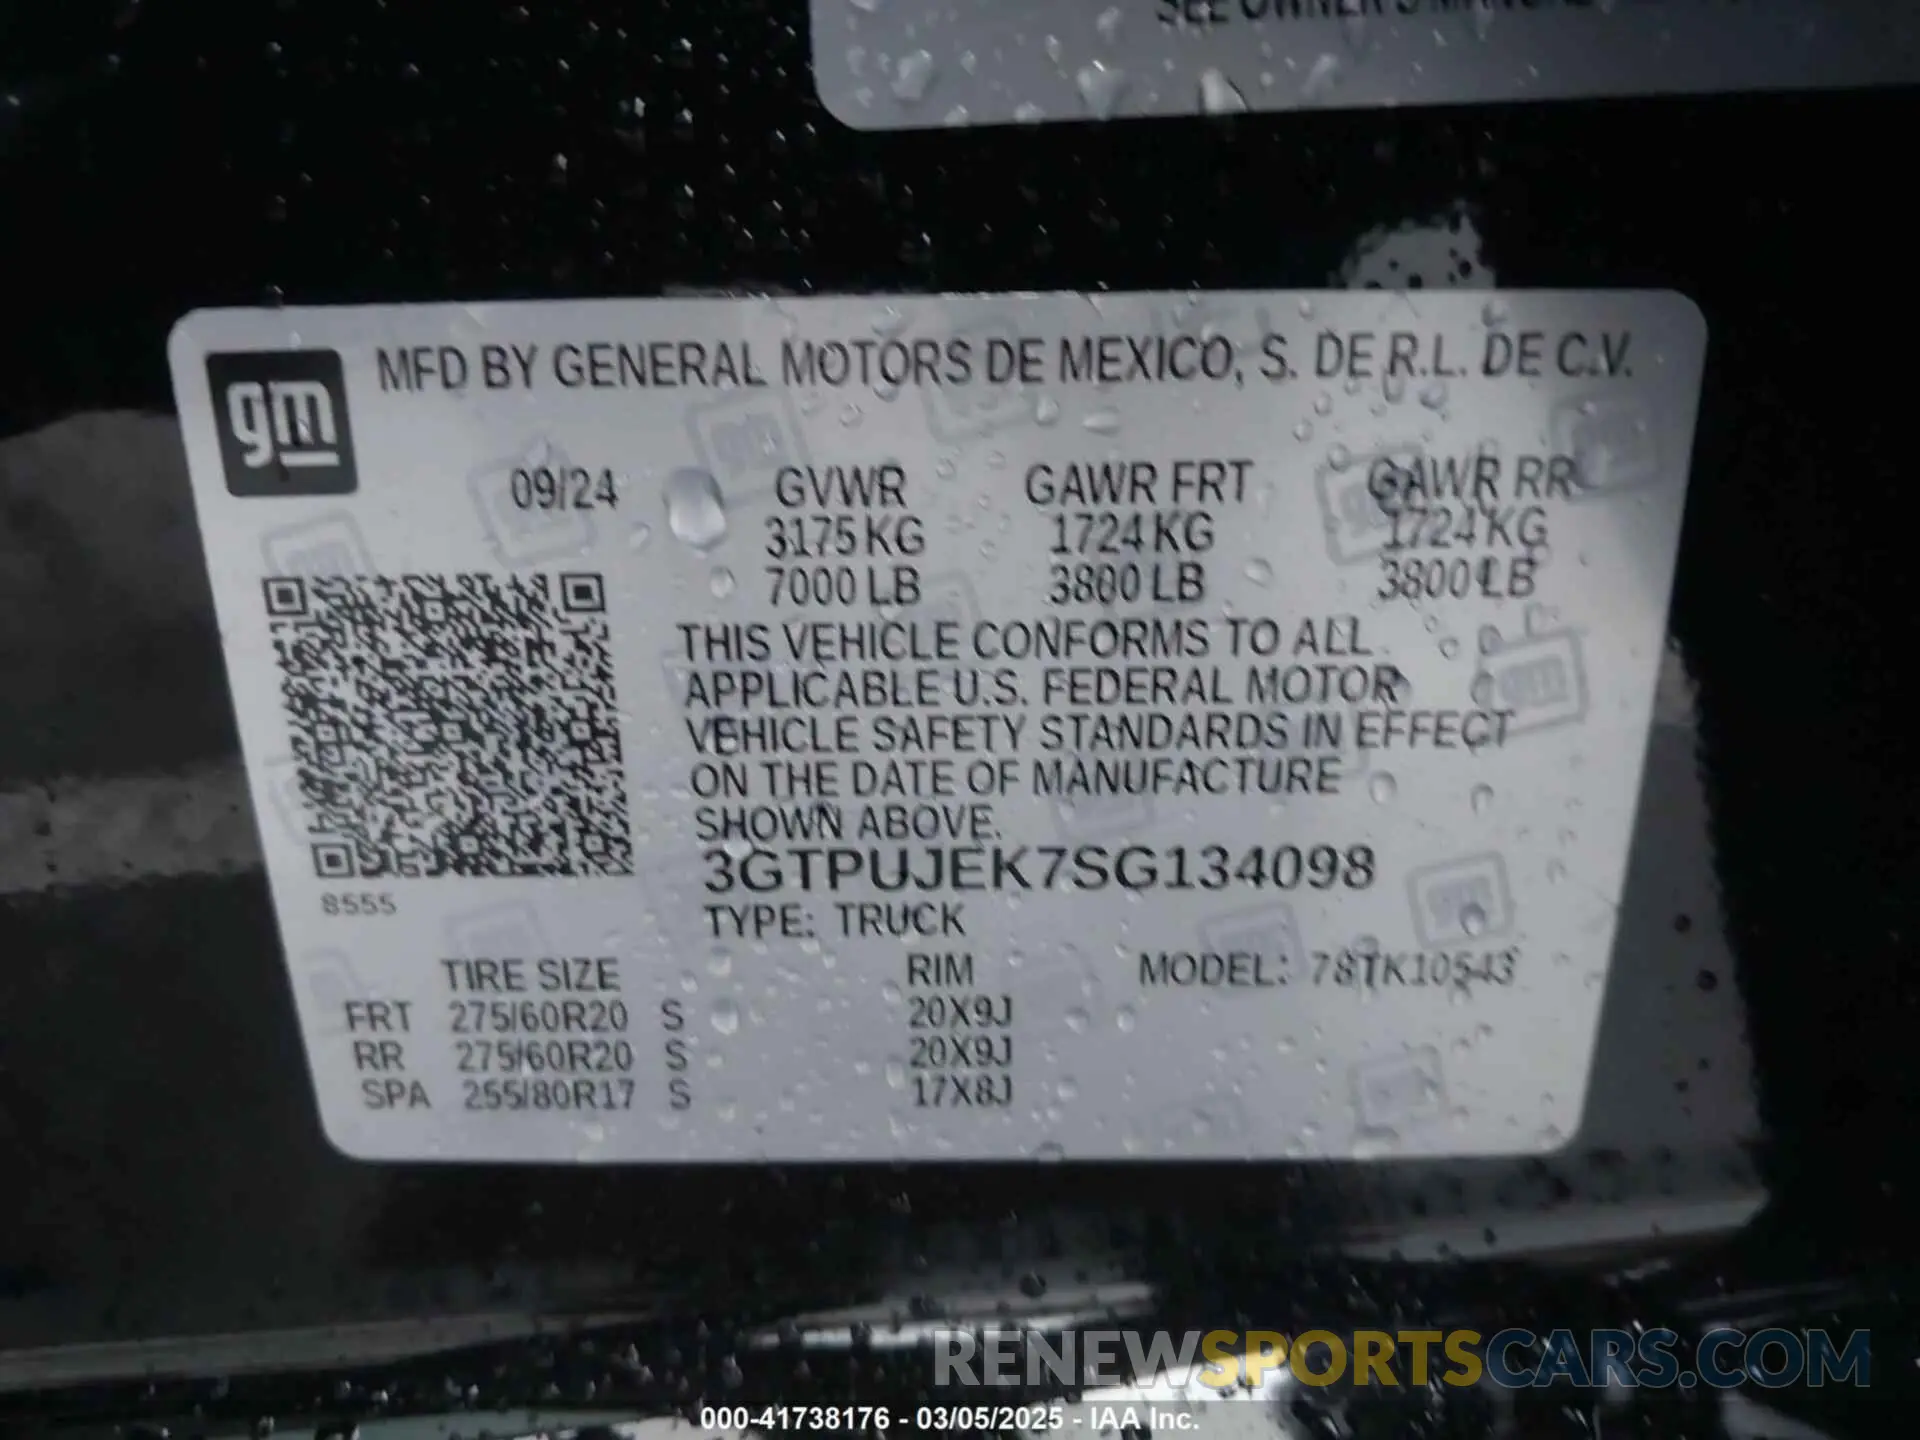 SEE OWNER'S MANUAL
gm
MFD BY GENERAL MOTORS DE MEXICO, S. DE R.L. DE C.V.
09/24 GVWR GAWR FRT GAWR RR
3175 KG 1724 KG 1724 KG
7000 LB 3800 LB 3800 LB
THIS VEHICLE CONFORMS TO ALL
APPLICABLE U.S. FEDERAL MOTOR
VEHICLE SAFETY STANDARDS IN EFFECT
ON THE DATE OF MANUFACTURE
SHOWN ABOVE.
3GTPUJEK7SG134098
8555
TYPE: TRUCK
TIRE SIZE RIM MODEL: 78TK10543
FRT 275/60R20 S 20X9J
RR 275/60R20 S 20X9J
SPA 255/80R17 S 17X8J
RENEWSPORTSCARS.COM
000-41738176 - 03/05/2025 - IAA Inc.